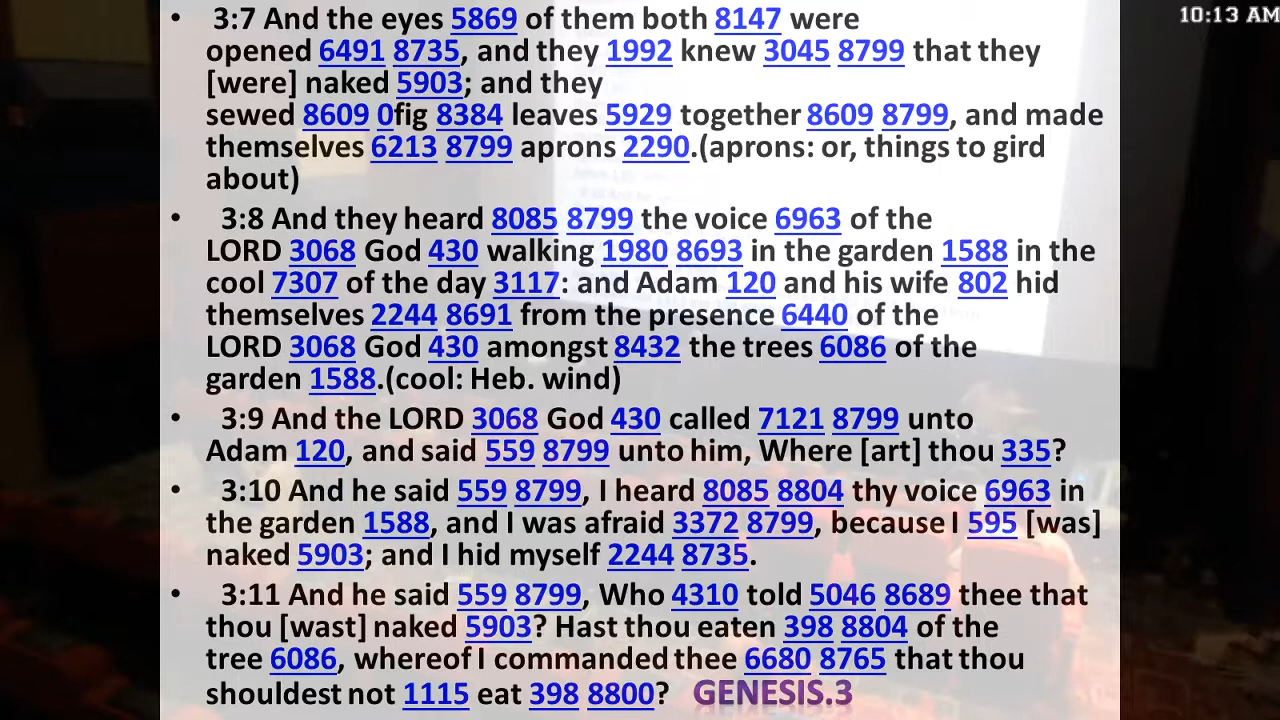 10:13 AM
• 3:7 And the eyes 5869 of them both 8147 were
opened 6491 8735, and they 1992 knew 3045 8799 that they
[were] naked 5903; and they
sewed 8609 0fig 8384 leaves 5929 together 8609 8799, and made
themselves 6213 8799 aprons 2290.(aprons: or, things to gird
about)
• 3:8 And they heard 8085 8799 the voice 6963 of the
LORD 3068 God 430 walking 1980 8693 in the garden 1588 in the
cool 7307 of the day 3117: and Adam 120 and his wife 802 hid
themselves 2244 8691 from the presence 6440 of the
LORD 3068 God 430 amongst 8432 the trees 6086 of the
garden 1588.(cool: Heb. wind)
• 3:9 And the LORD 3068 God 430 called 7121 8799 unto
Adam 120, and said 559 8799 unto him, Where [art] thou 335?
• 3:10 And he said 559 8799, I heard 8085 8804 thy voice 6963 in
the garden 1588, and I was afraid 3372 8799, because I 595 [was]
naked 5903; and I hid myself 2244 8735.
• 3:11 And he said 559 8799, Who 4310 told 5046 8689 thee that
thou [wast] naked 5903? Hast thou eaten 398 8804 of the
tree 6086, whereof I commanded thee 6680 8765 that thou
shouldest not 1115 eat 398 8800? GENESIS.3